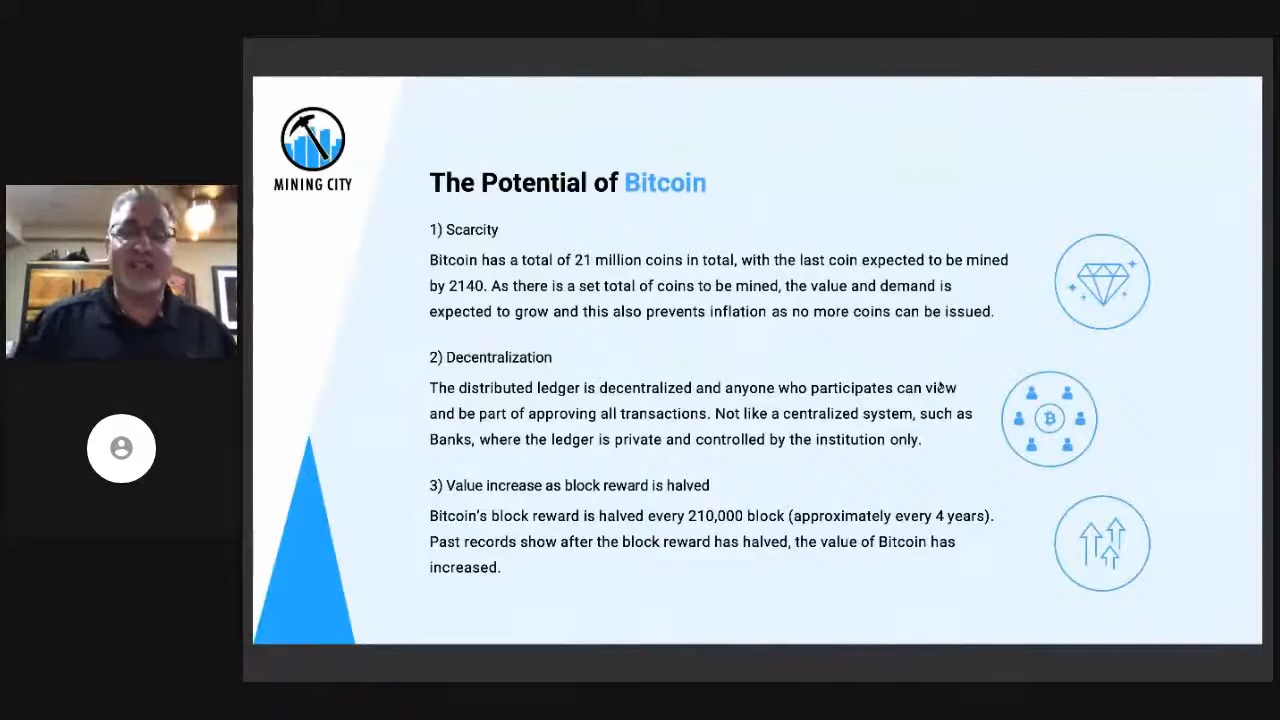 MINING CITY
The Potential of Bitcoin
1) Scarcity
Bitcoin has a total of 21 million coins in total, with the last coin expected to be mined
by 2140. As there is a set total of coins to be mined, the value and demand is
expected to grow and this also prevents inflation as no more coins can be issued.
2) Decentralization
The distributed ledger is decentralized and anyone who participates can view
and be part of approving all transactions. Not like a centralized system, such as
Banks, where the ledger is private and controlled by the institution only.
3) Value increase as block reward is halved
Bitcoin's block reward is halved every 210,000 block (approximately every 4 years).
Past records show after the block reward has halved, the value of Bitcoin has
increased.